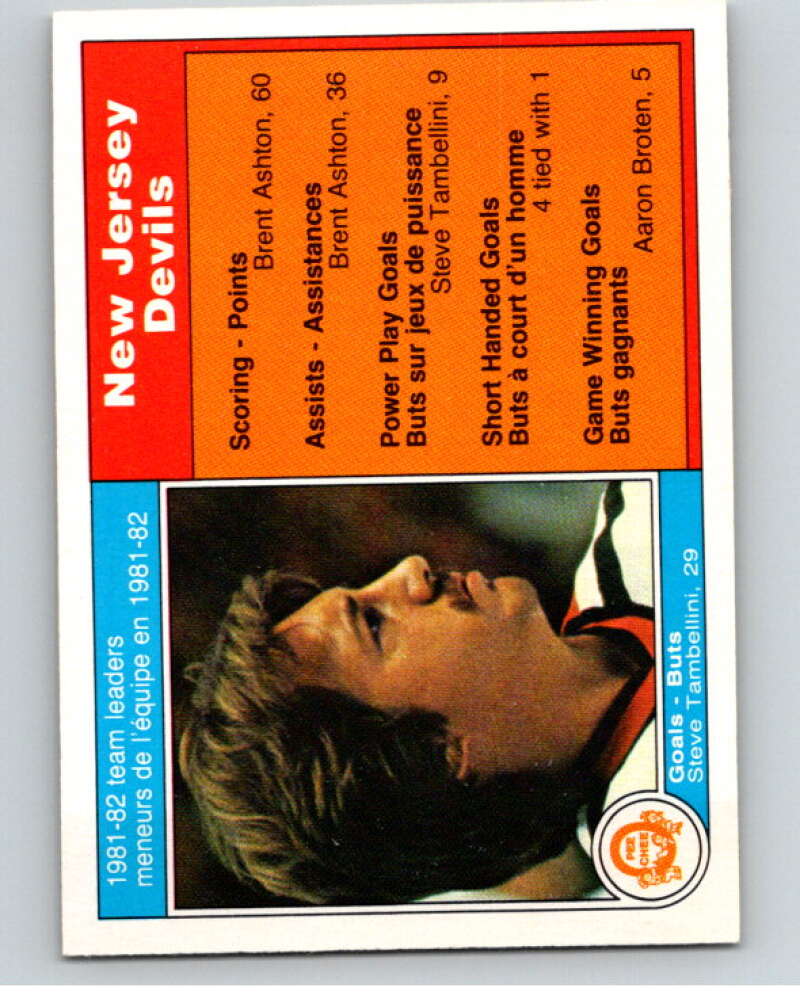 1981-82 team leaders
meneurs de l'équipe en 1981-82
Goals - Buts
Steve Tambellini, 29
O PEE
CHEE
New Jersey
Devils
Scoring - Points
Brent Ashton, 60
Assists - Assistances
Brent Ashton, 36
Power Play Goals
Buts sur jeux de puissance
Steve Tambellini, 9
Short Handed Goals
Buts à court d'un homme
4 tied with 1
Game Winning Goals
Buts gagnants
Aaron Broten, 5